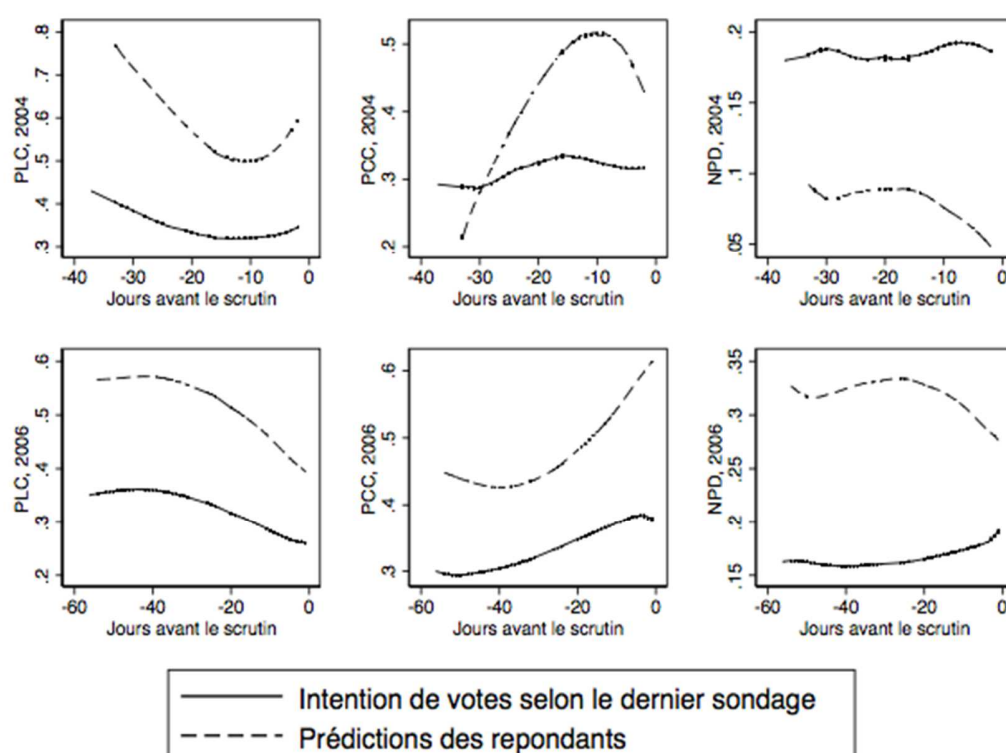 PLC, 2004
.8
.7
.6
.5
.4
.3
-40 -30 -20 -10 0
Jours avant le scrutin
PCC, 2004
.5
.4
.3
.2
-40 -30 -20 -10 0
Jours avant le scrutin
NPD, 2004
.2
.15
.1
.05
-40 -30 -20 -10 0
Jours avant le scrutin
PLC, 2006
.6
.5
.4
.3
.2
-60 -40 -20 0
Jours avant le scrutin
PCC, 2006
.6
.5
.4
.3
-60 -40 -20 0
Jours avant le scrutin
NPD, 2006
.35
.3
.25
.2
.15
-60 -40 -20 0
Jours avant le scrutin
Intention de votes selon le dernier sondage
Prédictions des repondants